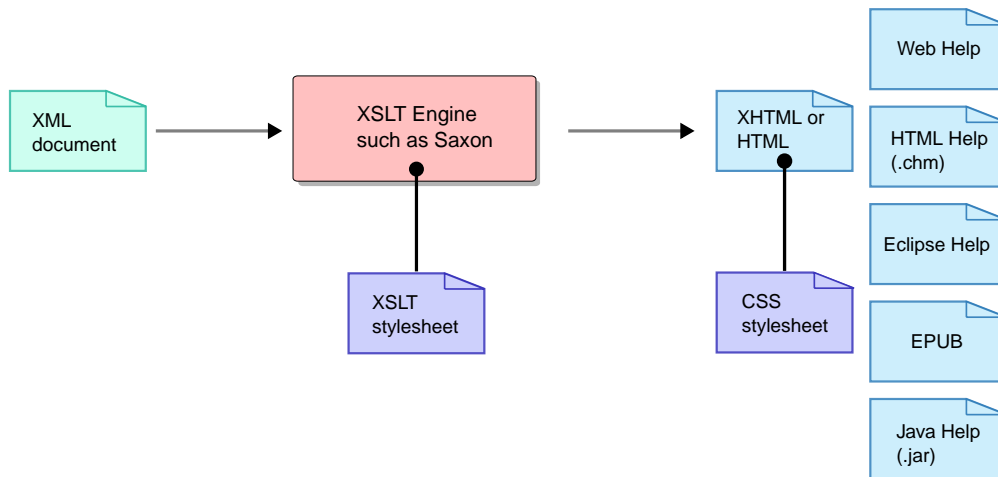 XML
document
XSLT Engine
such as Saxon
XSLT
stylesheet
XHTML or
HTML
CSS
stylesheet
Web Help
HTML Help
(.chm)
Eclipse Help
EPUB
Java Help
(.jar)